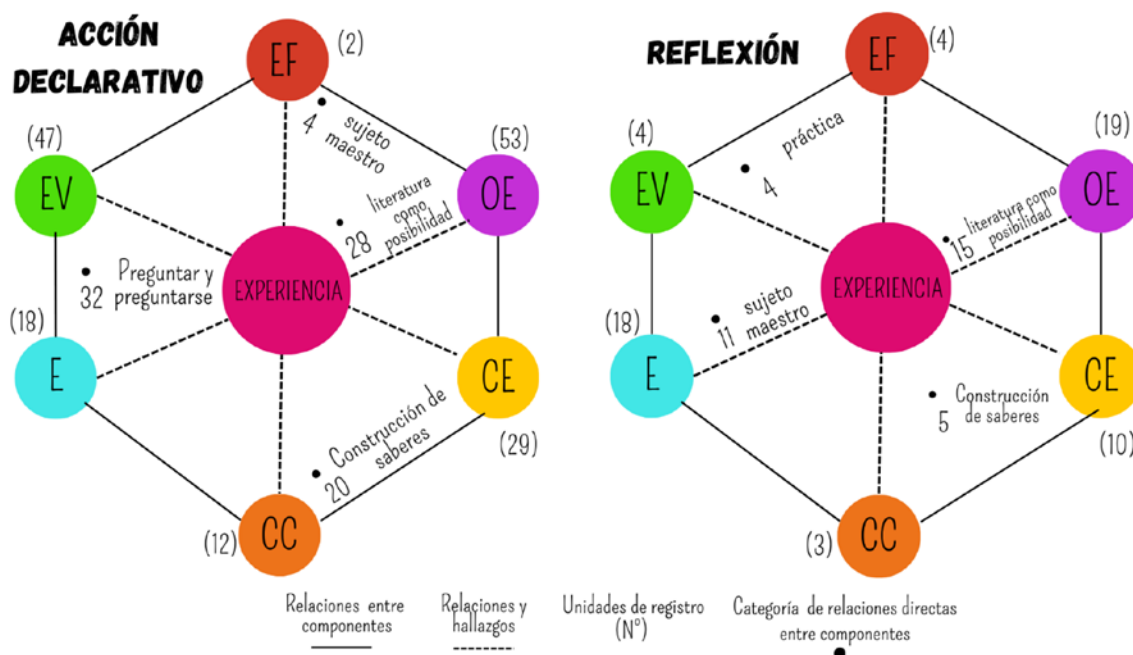 ACCIÓN
DECLARATIVO
EF
(2)
(47)
EV
4
sujeto
maestro
(53)
OE
28
literatura
como
posibilidad
32
Preguntar y
preguntarse
EXPERIENCIA
(18)
E
CE
(29)
20
Construcción de
saberes
(12)
CC
REFLEXIÓN
EF
(4)
(4)
EV
4
práctica
(19)
OE
15
literatura como
posibilidad
EXPERIENCIA
11
sujeto
maestro
(18)
E
CE
(10)
5
Construcción
de saberes
(3)
CC
Relaciones entre
componentes
Relaciones y
hallazgos
Unidades de registro
(N°)
Categoría de relaciones directas
entre componentes